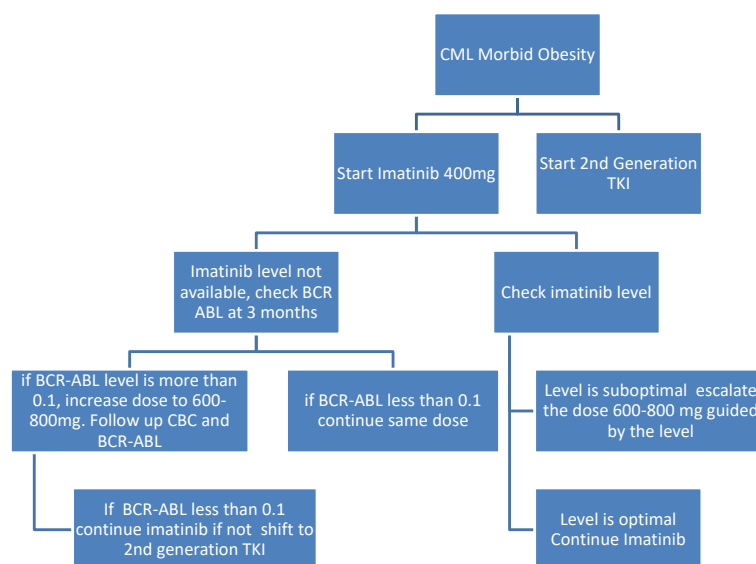 CML Morbid Obesity
Start Imatinib 400mg
Start 2nd Generation
TKI
Imatinib level not
available, check BCR
ABL at 3 months
Check imatinib level
if BCR-ABL level is more than
0.1, increase dose to 600-
800mg. Follow up CBC and
BCR-ABL
if BCR-ABL less than 0.1
continue same dose
Level is suboptimal escalate
the dose 600-800 mg guided
by the level
If BCR-ABL less than 0.1
continue imatinib if not shift to
2nd generation TKI
Level is optimal
Continue Imatinib